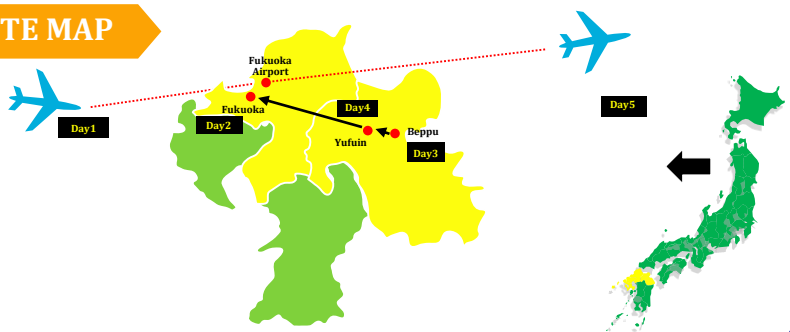 TE MAP
Fukuoka
Airport
Fukuoka
Day1
Day2
Day4
Day5
Yufuin
Beppu
Day3